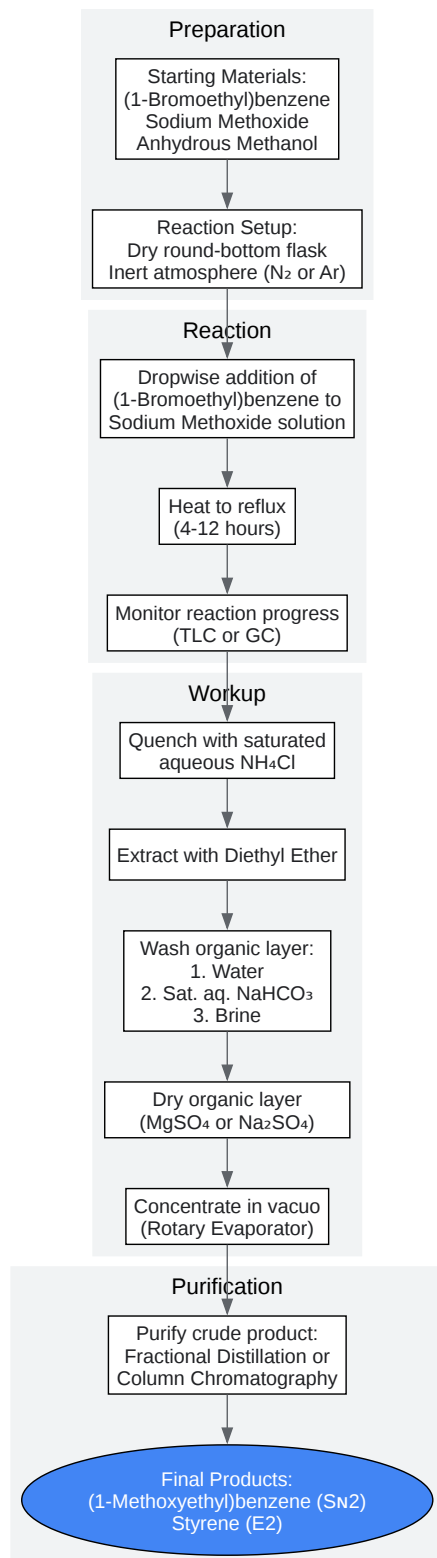 Preparation
Starting Materials:
(1-Bromoethyl)benzene
Sodium Methoxide
Anhydrous Methanol
Reaction Setup:
Dry round-bottom flask
Inert atmosphere (N₂ or Ar)
Reaction
Dropwise addition of
(1-Bromoethyl)benzene to
Sodium Methoxide solution
Heat to reflux
(4-12 hours)
Monitor reaction progress
(TLC or GC)
Workup
Quench with saturated
aqueous NH₄Cl
Extract with Diethyl Ether
Wash organic layer:
1. Water
2. Sat. aq. NaHCO₃
3. Brine
Dry organic layer
(MgSO₄ or Na₂SO₄)
Concentrate in vacuo
(Rotary Evaporator)
Purification
Purify crude product:
Fractional Distillation or
Column Chromatography
Final Products:
(1-Methoxyethyl)benzene (Sɴ2)
Styrene (E2)